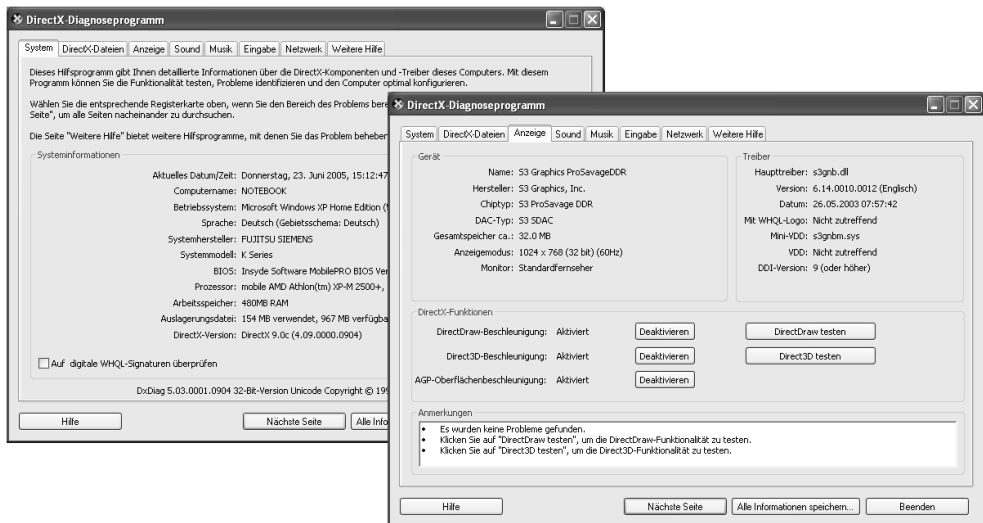 DirectX-Diagnoseprogramm
System DirectX-Dateien Anzeige Sound Musik Eingabe Netzwerk Weitere Hilfe
Dieses Hilfsprogramm gibt Ihnen detaillierte Informationen über die DirectX-Komponenten und -Treiber dieses Computers. Mit diesem
Programm können Sie die Funktionalität testen, Probleme identifizieren und den Computer optimal konfigurieren.
Wählen Sie die entsprechende Registerkarte oben, wenn Sie den Bereich des Problems
Seite", um alle Seiten nacheinander zu durchsuchen.
Die Seite "Weitere Hilfe" bietet weitere Hilfsprogramme, mit denen Sie das Problem beheben
Systeminformationen
Aktuelles Datum/Zeit: Donnerstag, 23. Juni 2005, 15:12:47
Computername: NOTEBOOK
Betriebssystem: Microsoft Windows XP Home Edition
Sprache: Deutsch (Gebietsschema: Deutsch)
Systemhersteller: FUJITSU SIEMENS
Systemmodell: K Series
BIOS: Insyde Software MobilePRO BIOS
Prozessor: mobile AMD Athlon(tm) XP-M 2500+,
Arbeitsspeicher: 480MB RAM
Auslagerungsdatei: 154 MB verwendet, 967 MB
DirectX-Version: DirectX 9.0c (4.09.0000.0904)
Auf digitale WHQL-Signaturen überprüfen
DxDiag 5.03.0001.0904 32-Bit-Version Unicode Copyright ©
Hilfe Nächste Seite Alle
DirectX-Diagnoseprogramm
System DirectX-Dateien Anzeige Sound Musik Eingabe Netzwerk Weitere Hilfe
Gerät
Name: S3 Graphics ProSavageDDR
Hersteller: S3 Graphics, Inc.
Chiptyp: S3 ProSavage DDR
DAC-Typ: S3 SDAC
Gesamtspeicher ca.: 32.0 MB
Anzeigemodus: 1024 x 768 (32 bit) (60Hz)
Monitor: Standardfernseher
Treiber
Haupttreiber: s3gnb.dll
Version: 6.14.0010.0012 (Englisch)
Datum: 26.05.2003 07:57:42
Mit WHQL-Logo: Nicht zutreffend
Mini-VDD: s3gnbm.sys
VDD: Nicht zutreffend
DDI-Version: 9 (oder höher)
DirectX-Funktionen
DirectDraw-Beschleunigung: Aktiviert Deaktivieren DirectDraw testen
Direct3D-Beschleunigung: Aktiviert Deaktivieren Direct3D testen
AGP-Oberflächenbeschleunigung: Aktiviert Deaktivieren
Anmerkungen
• Es wurden keine Probleme gefunden.
• Klicken Sie auf "DirectDraw testen", um die DirectDraw-Funktionalität zu testen.
• Klicken Sie auf "Direct3D testen", um die Direct3D-Funktionalität zu testen.
Hilfe Nächste Seite Alle Informationen speichern... Beenden